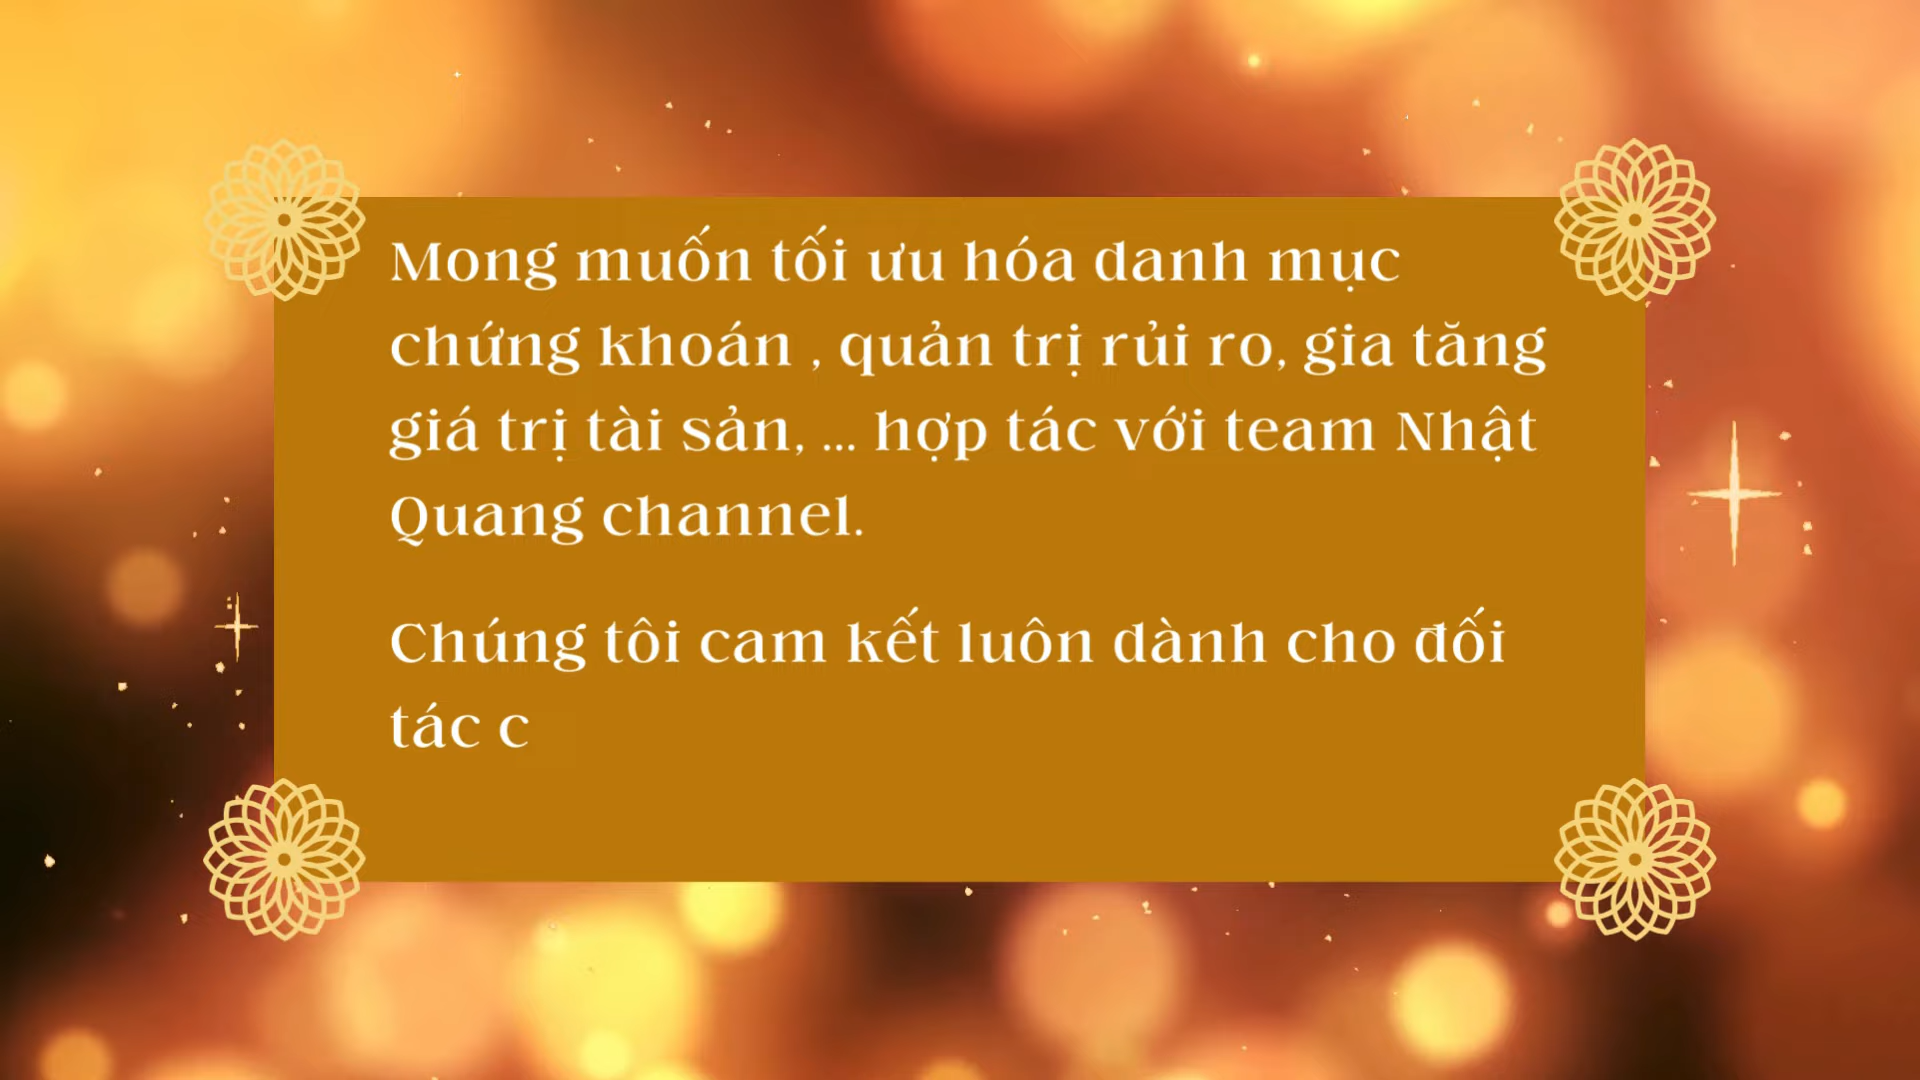 Mong muốn tối ưu hóa danh mục
chứng khoán , quản trị rủi ro, gia tăng
giá trị tài sản, ... hợp tác với team Nhật
Quang channel.
Chúng tôi cam kết luôn dành cho đối
tác c